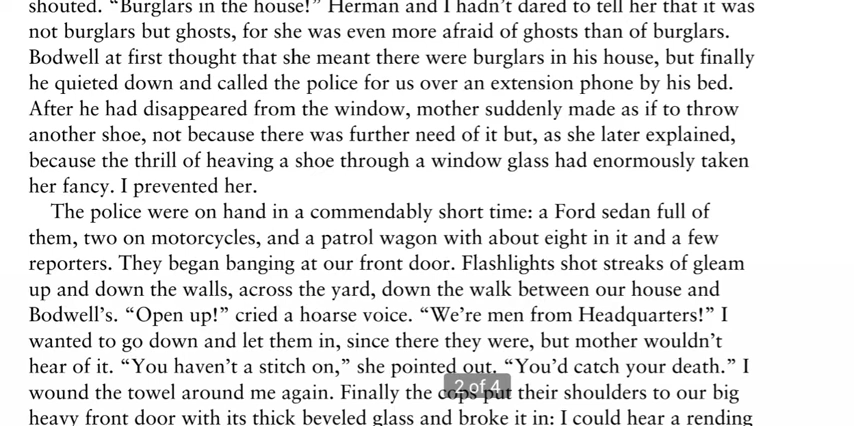 shouted. “Burglars in the house!” Herman and I hadn’t dared to tell her that it was
not burglars but ghosts, for she was even more afraid of ghosts than of burglars.
Bodwell at first thought that she meant there were burglars in his house, but finally
he quieted down and called the police for us over an extension phone by his bed.
After he had disappeared from the window, mother suddenly made as if to throw
another shoe, not because there was further need of it but, as she later explained,
because the thrill of heaving a shoe through a window glass had enormously taken
her fancy. I prevented her.
The police were on hand in a commendably short time: a Ford sedan full of
them, two on motorcycles, and a patrol wagon with about eight in it and a few
reporters. They began banging at our front door. Flashlights shot streaks of gleam
up and down the walls, across the yard, down the walk between our house and
Bodwell’s. “Open up!” cried a hoarse voice. “We’re men from Headquarters!” I
wanted to go down and let them in, since there they were, but mother wouldn’t
hear of it. “You haven’t a stitch on,” she pointed out. “You’d catch your death.” I
wound the towel around me again. Finally the cops put their shoulders to our big
2 of 4
heavy front door with its thick beveled glass and broke it in: I could hear a rending